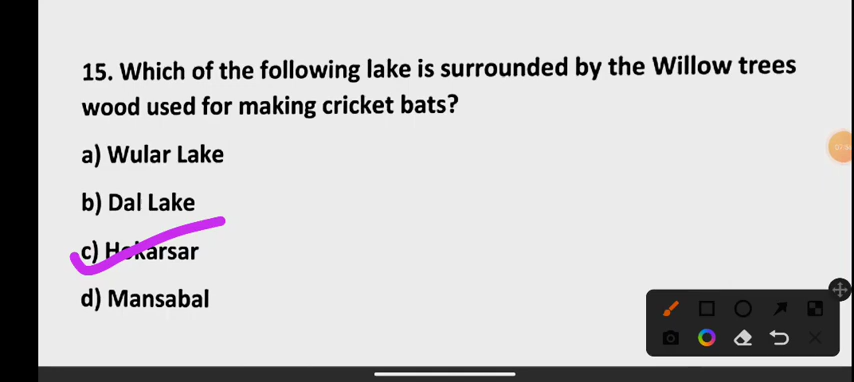 15. Which of the following lake is surrounded by the Willow trees
wood used for making cricket bats?
a) Wular Lake
b) Dal Lake
c) Hokarsar
d) Mansabal